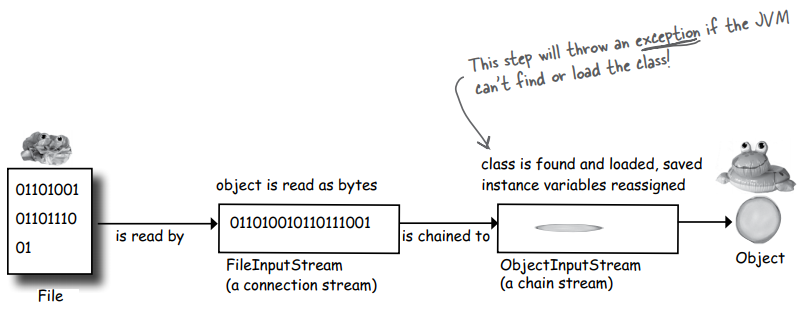 This step will throw an exception if the JVM
can't find or load the class!
class is found and loaded, saved
instance variables reassigned
object is read as bytes
01101001
01101110
01
011010010110111001
is read by
is chained to
File
FileInputStream
(a connection stream)
ObjectInputStream
(a chain stream)
Object